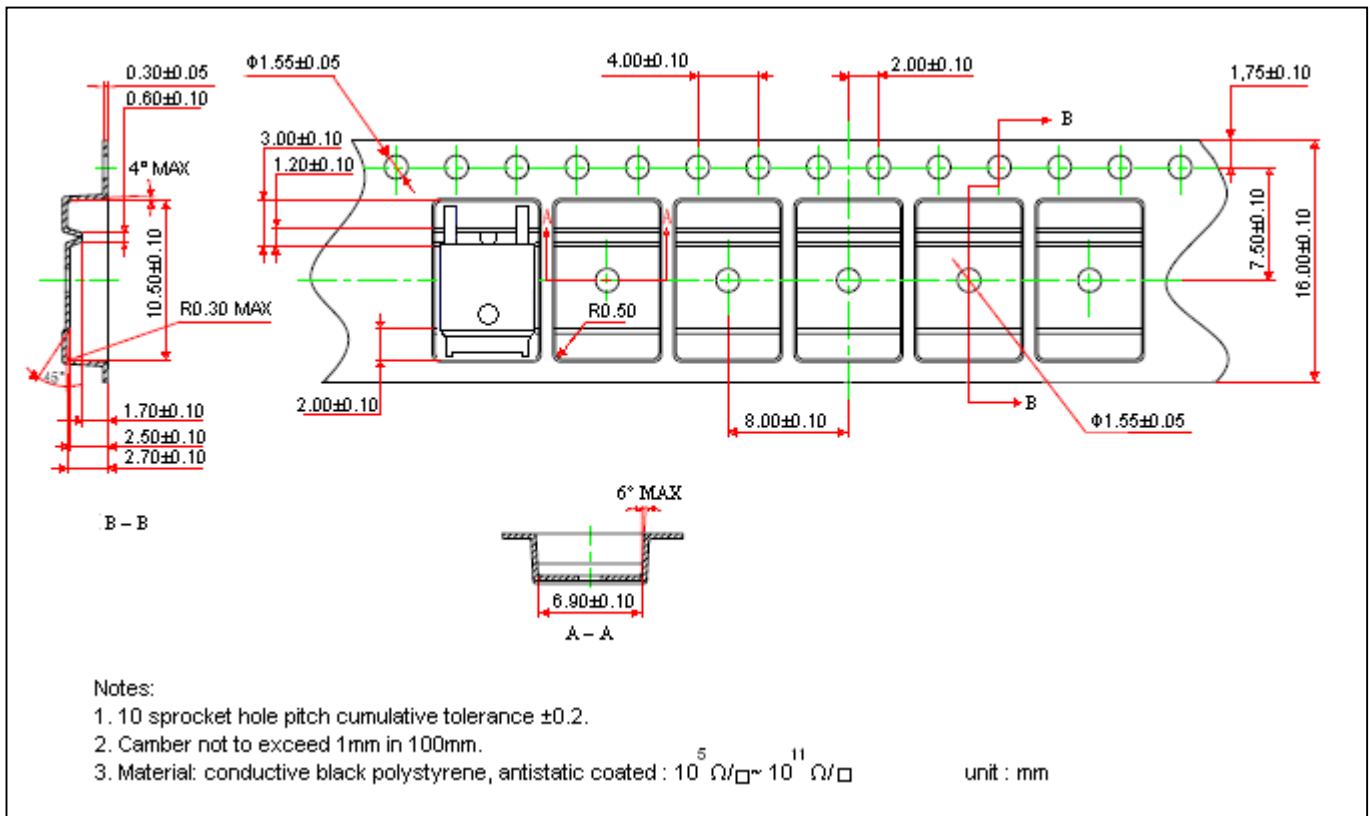 0.30±0.05
Φ1.55±0.05
4.00±0.10
2.00±0.10
1,75±0.10
0.60±0.10
B
3.00±0.10
1.20±0.10
4° MAX
A
A
10.50±0.10
7.50±0.10
16.00±0.10
R0.30 MAX
R0.50
45°
2.00±0.10
B
1.70±0.10
8.00±0.10
Φ1.55±0.05
2.50±0.10
2.70±0.10
6° MAX
B – B
6.90±0.10
A – A
Notes:
1. 10 sprocket hole pitch cumulative tolerance ±0.2.
2. Camber not to exceed 1mm in 100mm.
3. Material: conductive black polystyrene, antistatic coated : 10⁵ Ω/□~ 10¹¹ Ω/□ unit : mm